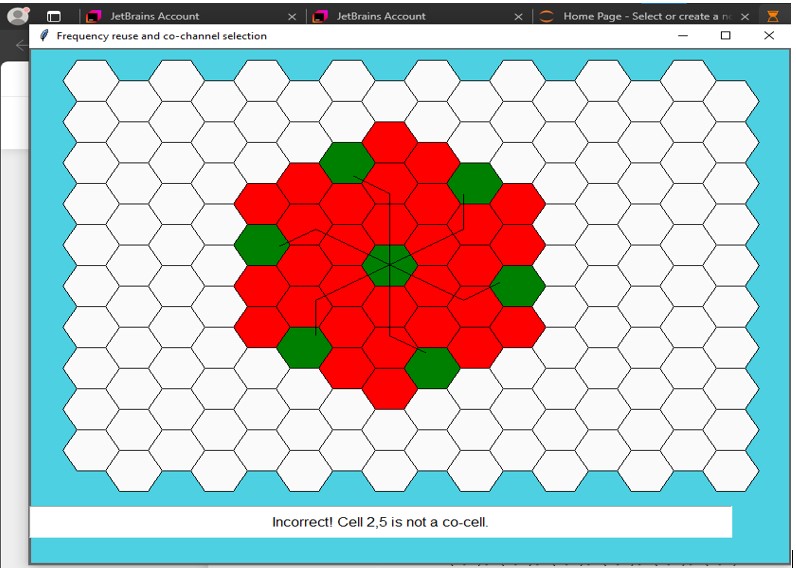 JetBrains Account
JetBrains Account
Home Page - Select or create a n
Frequency reuse and co-channel selection
Incorrect! Cell 2,5 is not a co-cell.